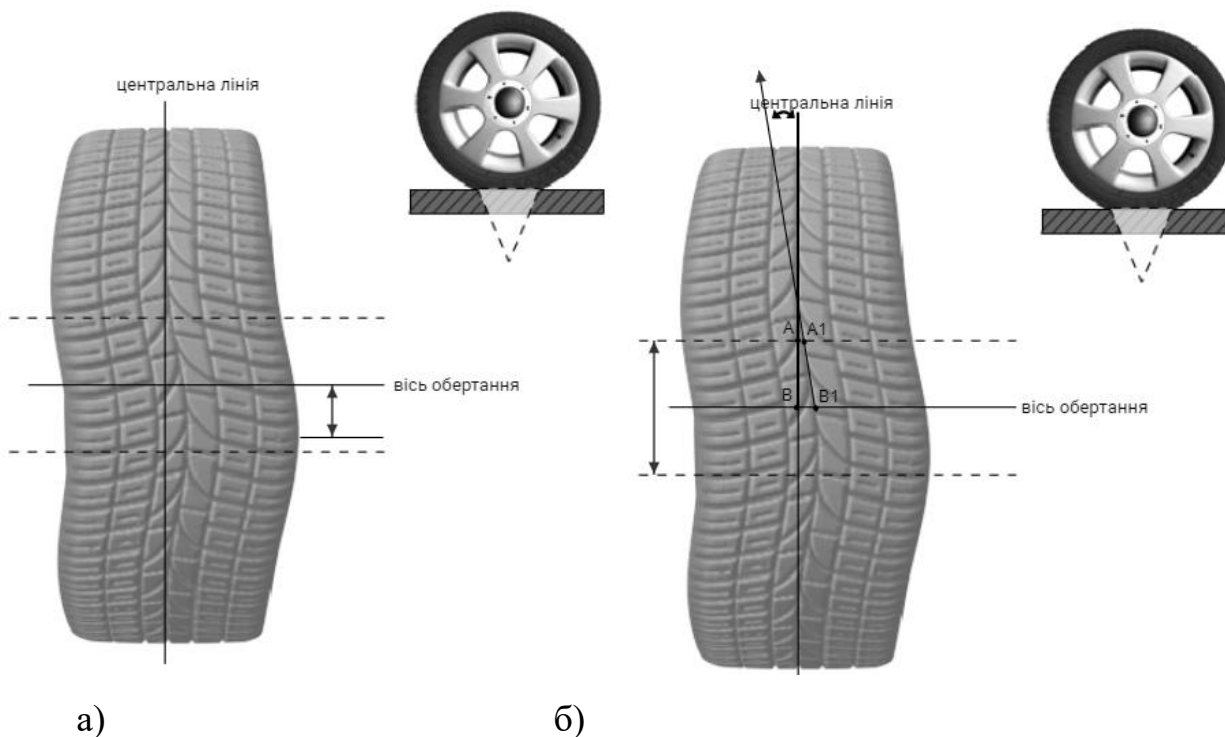 центральна лінія
вісь обертання
а)
центральна лінія
A A1
B B1
вісь обертання
б)